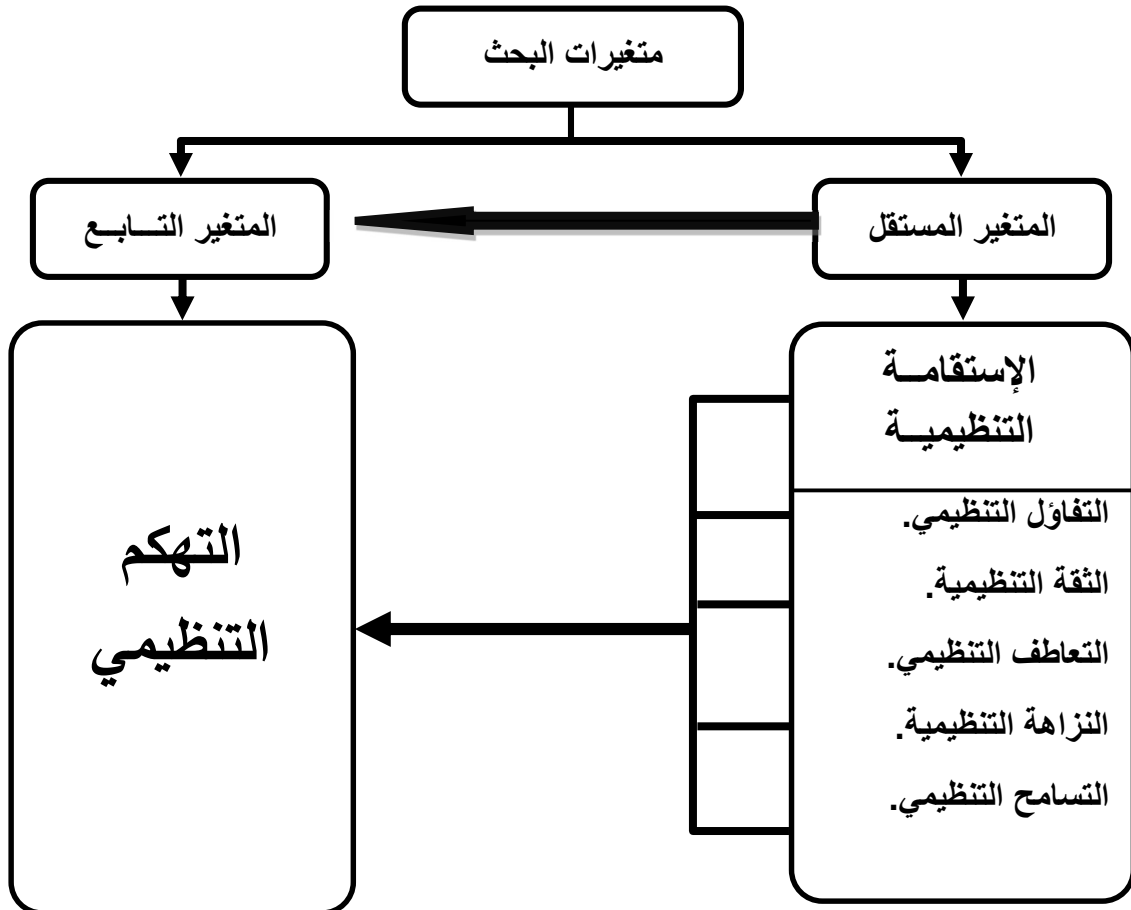 متغيرات البحث
المتغير المستقل
المتغير التـــابـــع
الإستقامـــة
التنظيميـــة
التفاؤل التنظيمي.
الثقة التنظيمية.
التعاطف التنظيمي.
النزاهة التنظيمية.
التسامح التنظيمي.
التهكم
التنظيمي